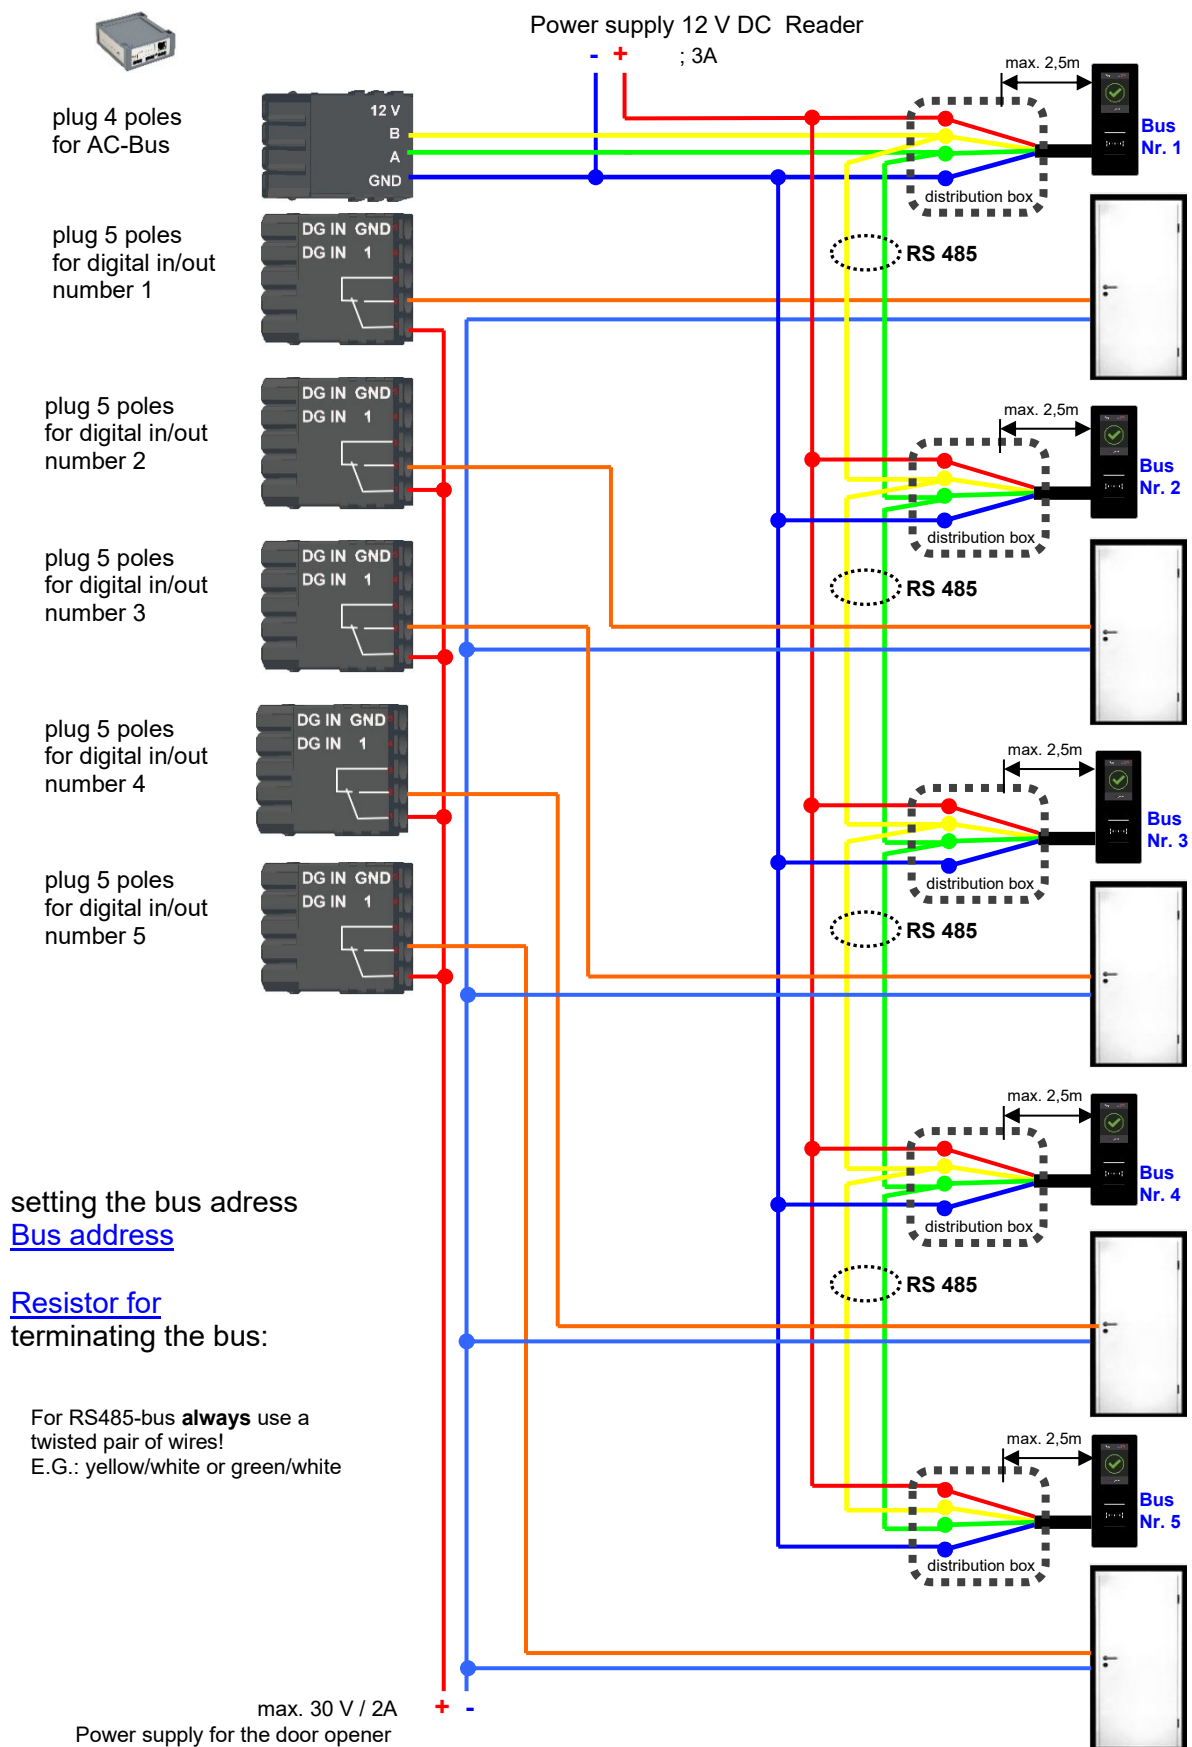 Power supply 12 V DC  Reader
- +
; 3A
max. 2,5m
plug 4 poles
for AC-Bus
12 V
B
A
GND
Bus
Nr. 1
distribution box
plug 5 poles
for digital in/out
number 1
DG IN GND
DG IN 1
RS 485
plug 5 poles
for digital in/out
number 2
DG IN GND
DG IN 1
max. 2,5m
Bus
Nr. 2
distribution box
plug 5 poles
for digital in/out
number 3
DG IN GND
DG IN 1
RS 485
plug 5 poles
for digital in/out
number 4
DG IN GND
DG IN 1
max. 2,5m
Bus
Nr. 3
distribution box
plug 5 poles
for digital in/out
number 5
DG IN GND
DG IN 1
RS 485
max. 2,5m
Bus
Nr. 4
distribution box
setting the bus adress
Bus address
RS 485
Resistor for
terminating the bus:
For RS485-bus always use a
twisted pair of wires!
E.G.: yellow/white or green/white
max. 2,5m
Bus
Nr. 5
distribution box
max. 30 V / 2A
+ -
Power supply for the door opener